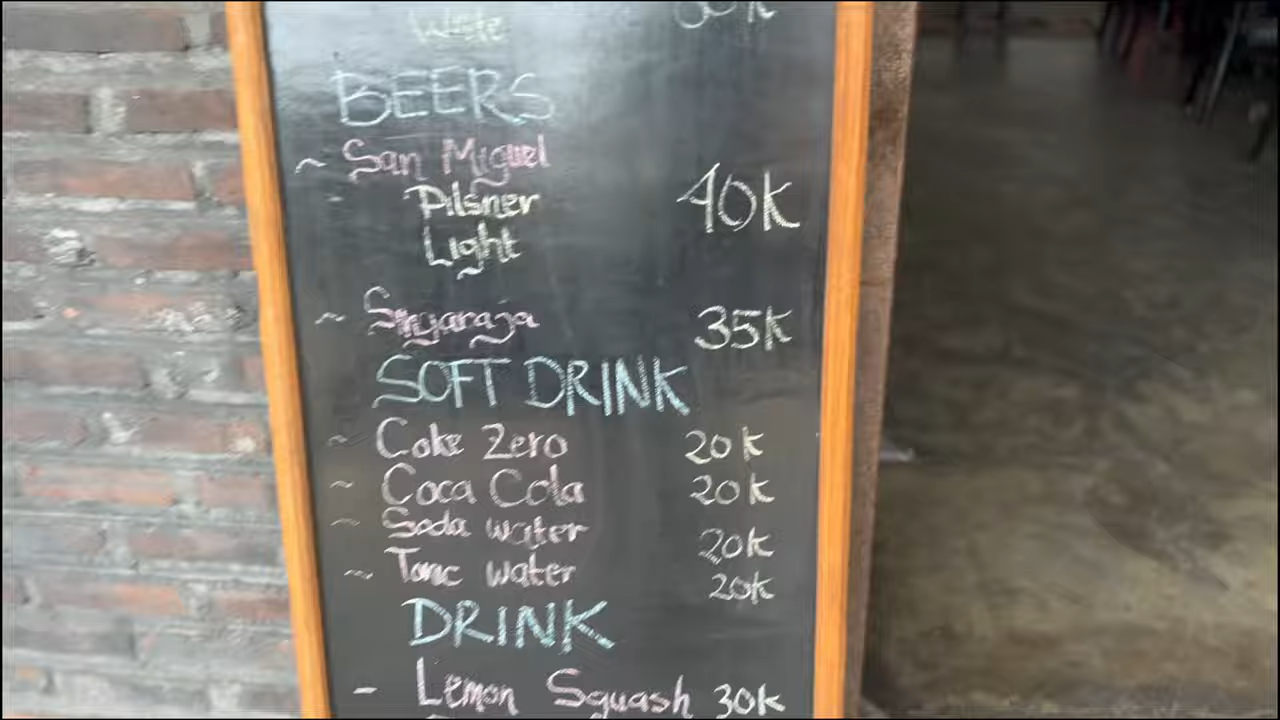 White
BEERS
~ San Miguel
- Pilsner 40K
Light
~ Singaraja 35K
SOFT DRINK
~ Coke Zero 20K
~ Coca Cola 20K
~ Soda water 20K
~ Tonic water 20K
DRINK
- Lemon Squash 30K